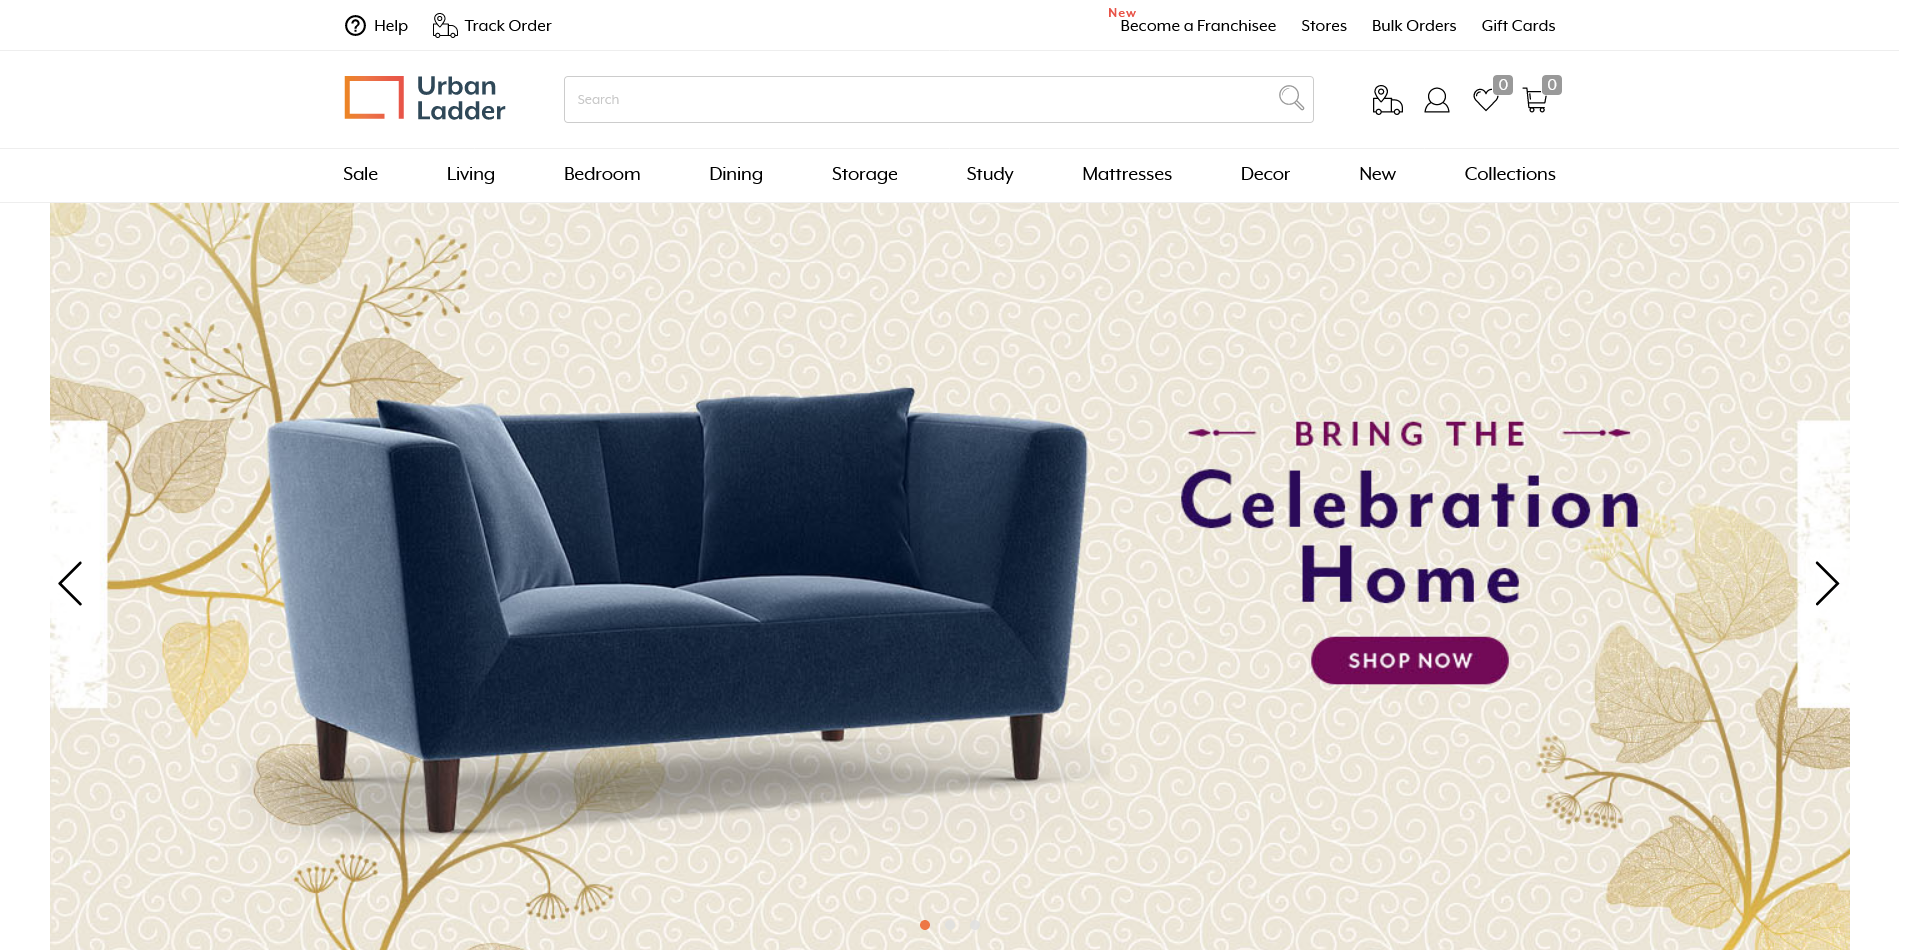 Help
Track Order
New
Become a Franchisee
Stores
Bulk Orders
Gift Cards
Urban
Ladder
Search
0
0
Sale
Living
Bedroom
Dining
Storage
Study
Mattresses
Decor
New
Collections
BRING THE
Celebration
Home
SHOP NOW